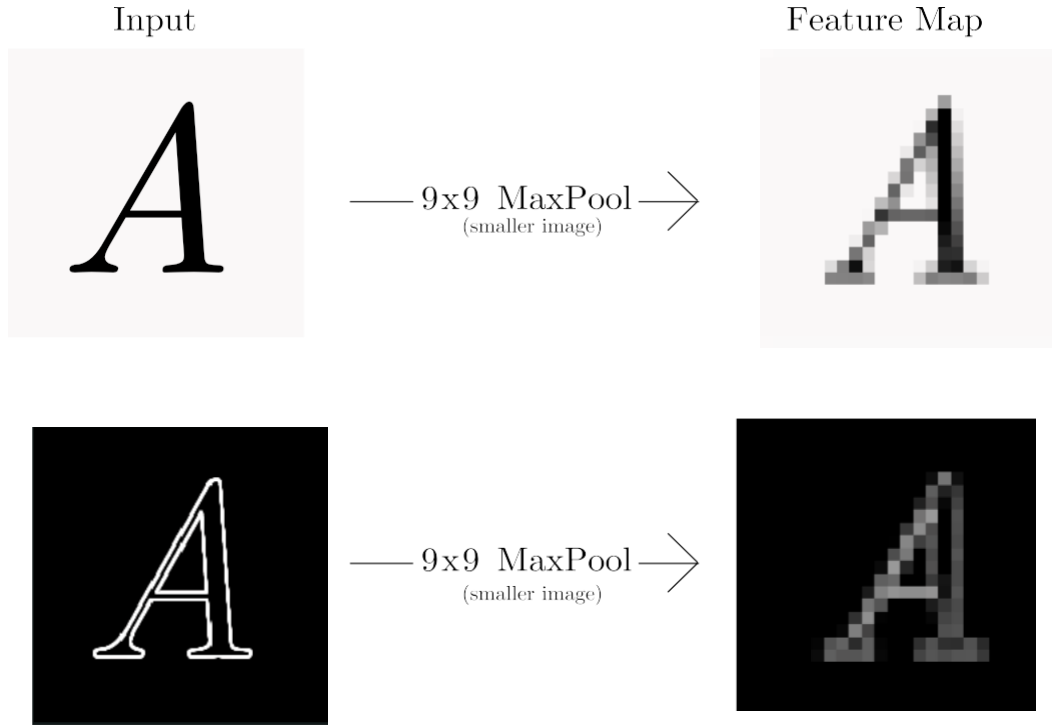 Input
Feature Map
A
9x9 MaxPool
(smaller image)
A
A
9x9 MaxPool
(smaller image)
A